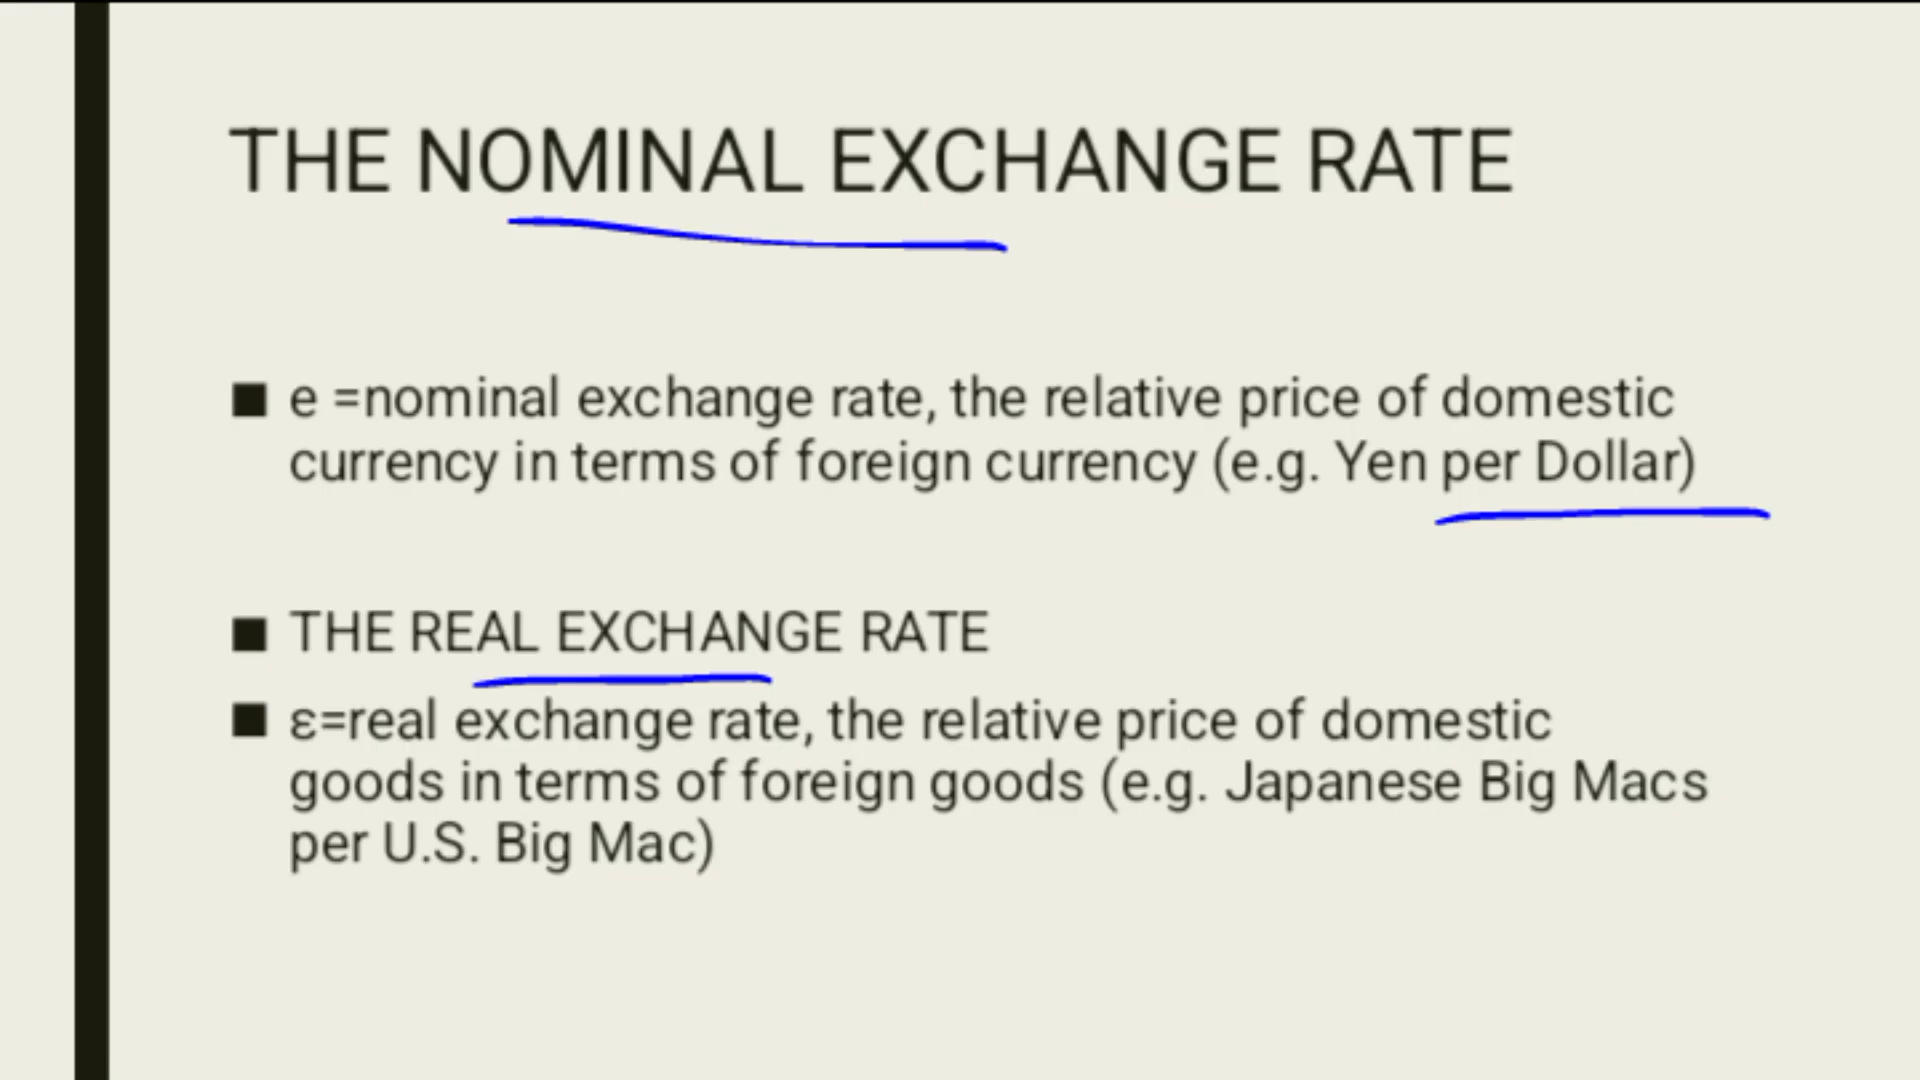 THE NOMINAL EXCHANGE RATE
■ e =nominal exchange rate, the relative price of domestic
currency in terms of foreign currency (e.g. Yen per Dollar)
■ THE REAL EXCHANGE RATE
■ ε=real exchange rate, the relative price of domestic
goods in terms of foreign goods (e.g. Japanese Big Macs
per U.S. Big Mac)